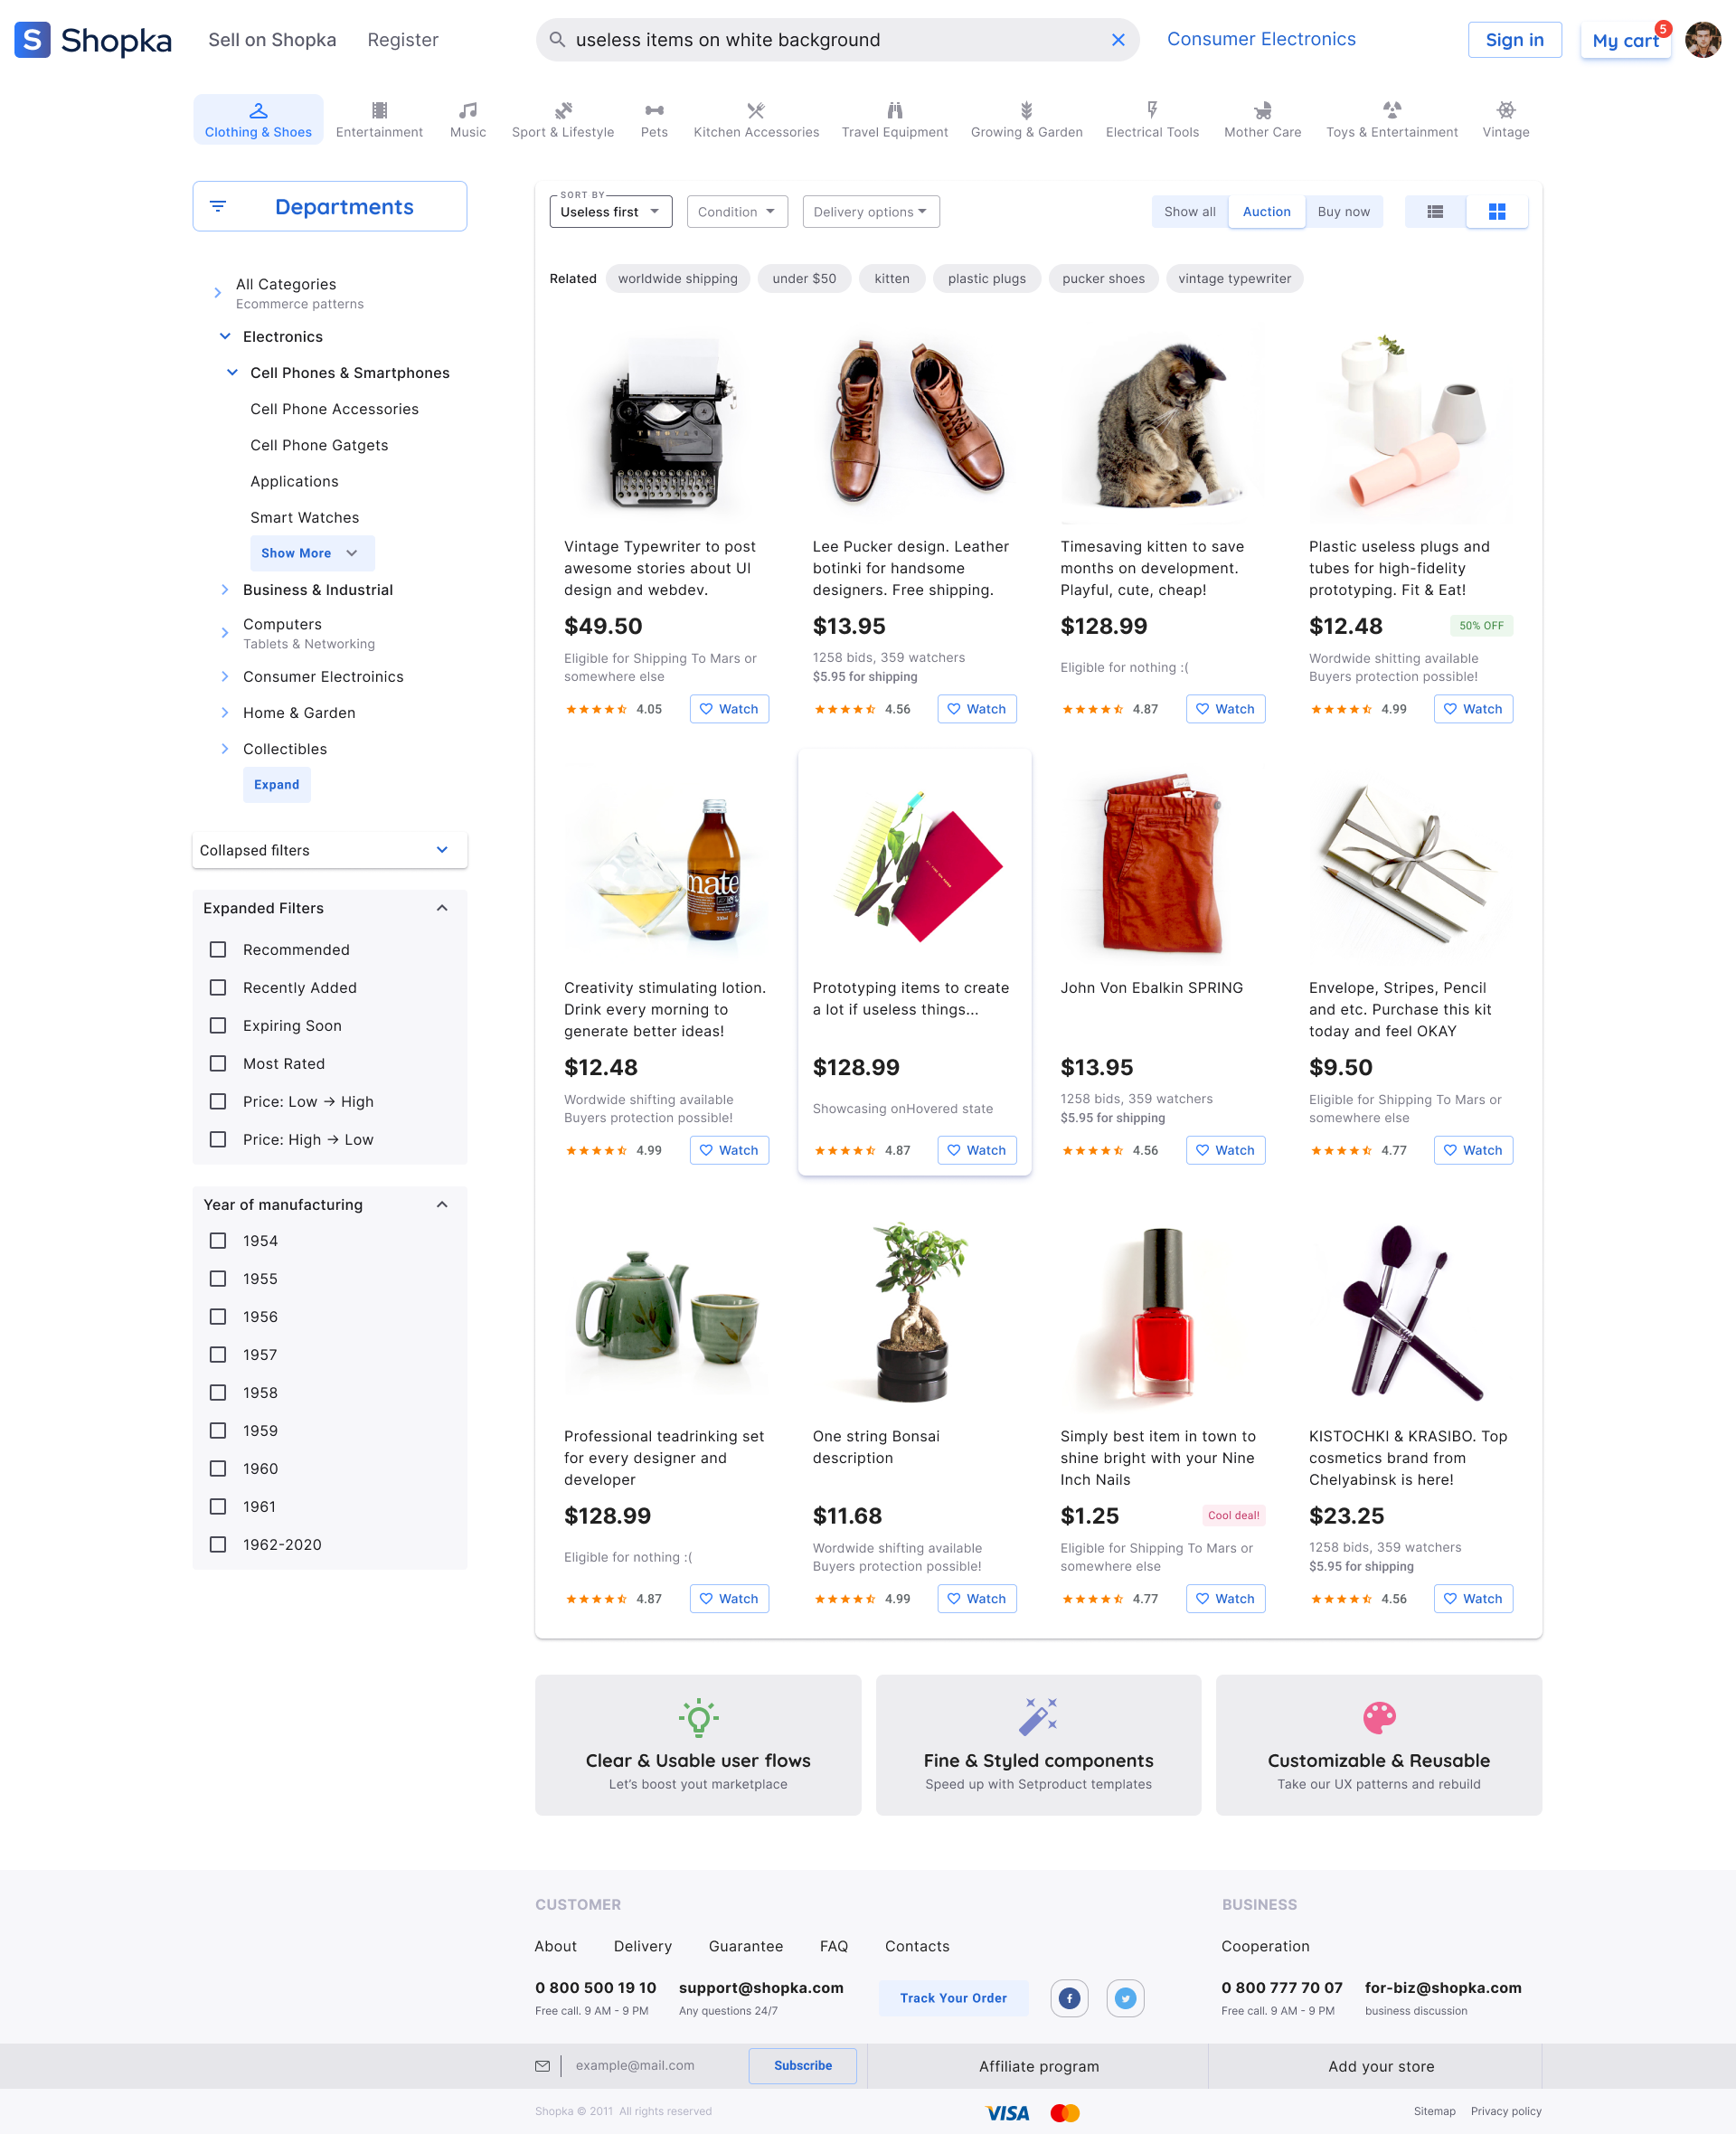 S Shopka
Sell on Shopka
Register
useless items on white background
Consumer Electronics
Sign in
My cart
5
Clothing & Shoes
Entertainment
Music
Sport & Lifestyle
Pets
Kitchen Accessories
Travel Equipment
Growing & Garden
Electrical Tools
Mother Care
Toys & Entertainment
Vintage
Departments
All Categories
Ecommerce patterns
Electronics
Cell Phones & Smartphones
Cell Phone Accessories
Cell Phone Gatgets
Applications
Smart Watches
Show More
Business & Industrial
Computers
Tablets & Networking
Consumer Electroinics
Home & Garden
Collectibles
Expand
Collapsed filters
Expanded Filters
Recommended
Recently Added
Expiring Soon
Most Rated
Price: Low → High
Price: High → Low
Year of manufacturing
1954
1955
1956
1957
1958
1959
1960
1961
1962-2020
SORT BY
Useless first
Condition
Delivery options
Show all
Auction
Buy now
Related
worldwide shipping
under $50
kitten
plastic plugs
pucker shoes
vintage typewriter
Vintage Typewriter to post
awesome stories about UI
design and webdev.
$49.50
Eligible for Shipping To Mars or
somewhere else
4.05
Watch
Lee Pucker design. Leather
botinki for handsome
designers. Free shipping.
$13.95
1258 bids, 359 watchers
$5.95 for shipping
4.56
Watch
Timesaving kitten to save
months on development.
Playful, cute, cheap!
$128.99
Eligible for nothing :(
4.87
Watch
Plastic useless plugs and
tubes for high-fidelity
prototyping. Fit & Eat!
$12.48
50% OFF
Wordwide shitting available
Buyers protection possible!
4.99
Watch
mate
Creativity stimulating lotion.
Drink every morning to
generate better ideas!
$12.48
Wordwide shifting available
Buyers protection possible!
4.99
Watch
Prototyping items to create
a lot if useless things...
$128.99
Showcasing onHovered state
4.87
Watch
John Von Ebalkin SPRING
$13.95
1258 bids, 359 watchers
$5.95 for shipping
4.56
Watch
Envelope, Stripes, Pencil
and etc. Purchase this kit
today and feel OKAY
$9.50
Eligible for Shipping To Mars or
somewhere else
4.77
Watch
Professional teadrinking set
for every designer and
developer
$128.99
Eligible for nothing :(
4.87
Watch
One string Bonsai
description
$11.68
Wordwide shifting available
Buyers protection possible!
4.99
Watch
Simply best item in town to
shine bright with your Nine
Inch Nails
$1.25
Cool deal!
Eligible for Shipping To Mars or
somewhere else
4.77
Watch
KISTOCHKI & KRASIBO. Top
cosmetics brand from
Chelyabinsk is here!
$23.25
1258 bids, 359 watchers
$5.95 for shipping
4.56
Watch
Clear & Usable user flows
Let's boost yout marketplace
Fine & Styled components
Speed up with Setproduct templates
Customizable & Reusable
Take our UX patterns and rebuild
CUSTOMER
About
Delivery
Guarantee
FAQ
Contacts
0 800 500 19 10
Free call. 9 AM - 9 PM
support@shopka.com
Any questions 24/7
Track Your Order
BUSINESS
Cooperation
0 800 777 70 07
Free call. 9 AM - 9 PM
for-biz@shopka.com
business discussion
example@mail.com
Subscribe
Affiliate program
Add your store
Shopka © 2011 All rights reserved
VISA
Sitemap
Privacy policy